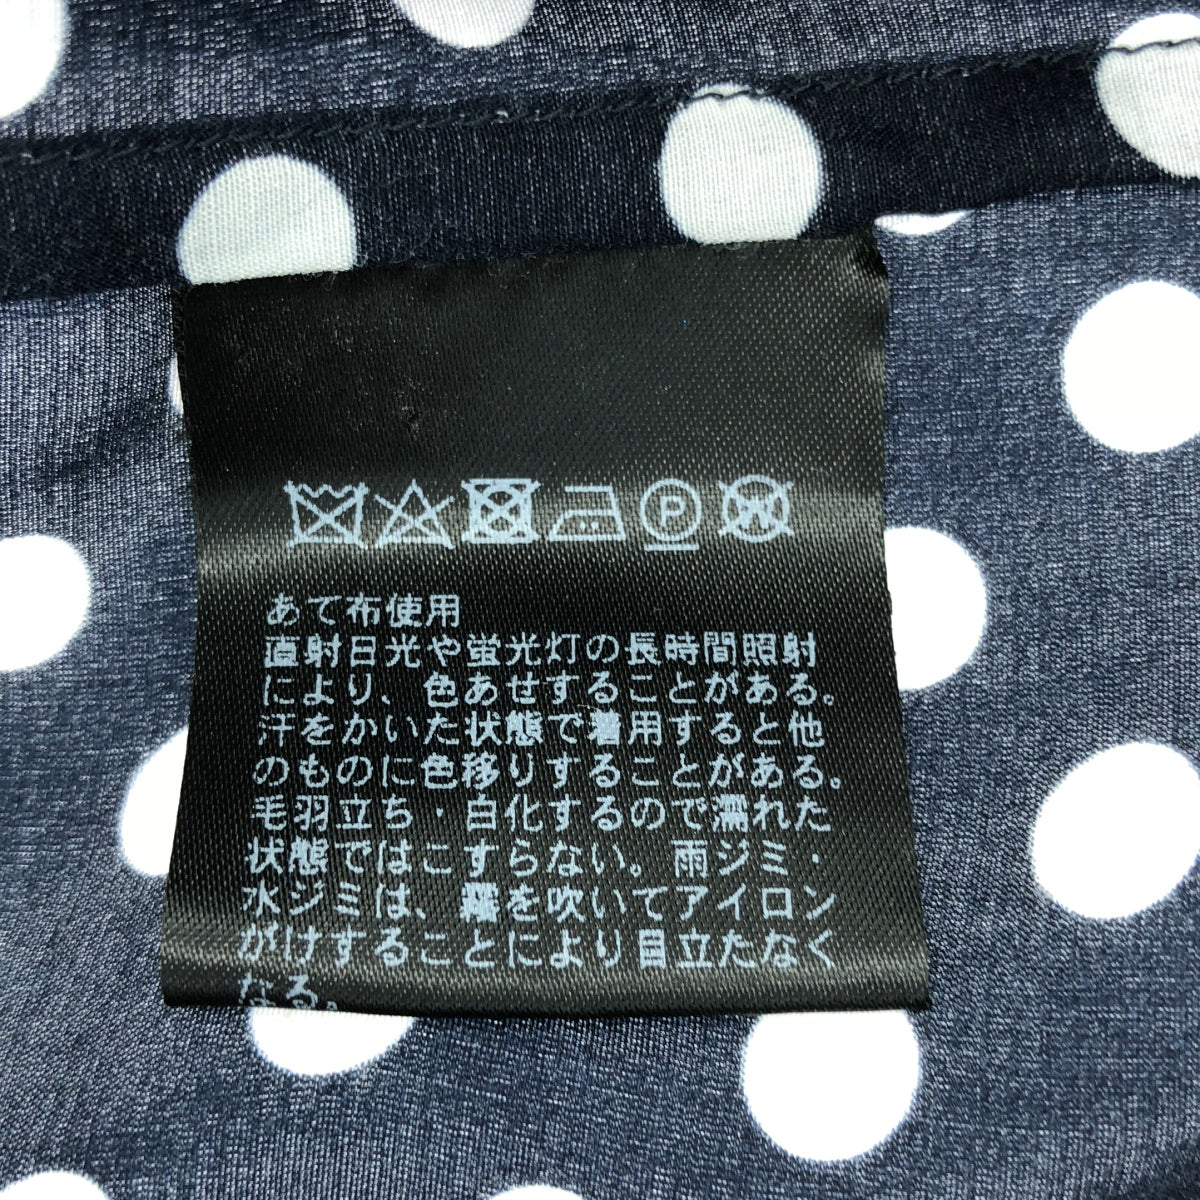 P W
あて布使用
直射日光や蛍光灯の長時間照射
により、色あせすることがある。
汗をかいた状態で着用すると他
のものに色移りすることがある。
毛羽立ち・白化するので濡れた
状態ではこすらない。雨ジミ・
水ジミは、霧を吹いてアイロン
がけすることにより目立たなく
なる。